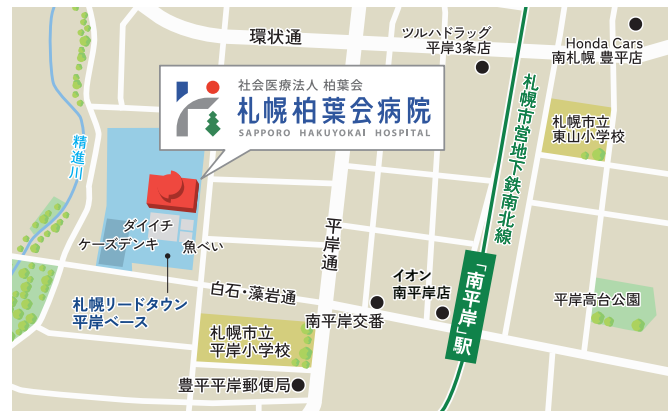 環状通
ツルハドラッグ
平岸3条店
Honda Cars
南札幌 豊平店
社会医療法人 柏葉会
札幌柏葉会病院
SAPPORO HAKUYOKAI HOSPITAL
札幌市営地下鉄南北線
札幌市立
東山小学校
精進川
ダイイチ
ケーズデンキ
魚べい
平岸通
札幌リードタウン
平岸ベース
白石・藻岩通
イオン
南平岸店
南平岸交番
「南平岸」駅
平岸高台公園
札幌市立
平岸小学校
豊平平岸郵便局